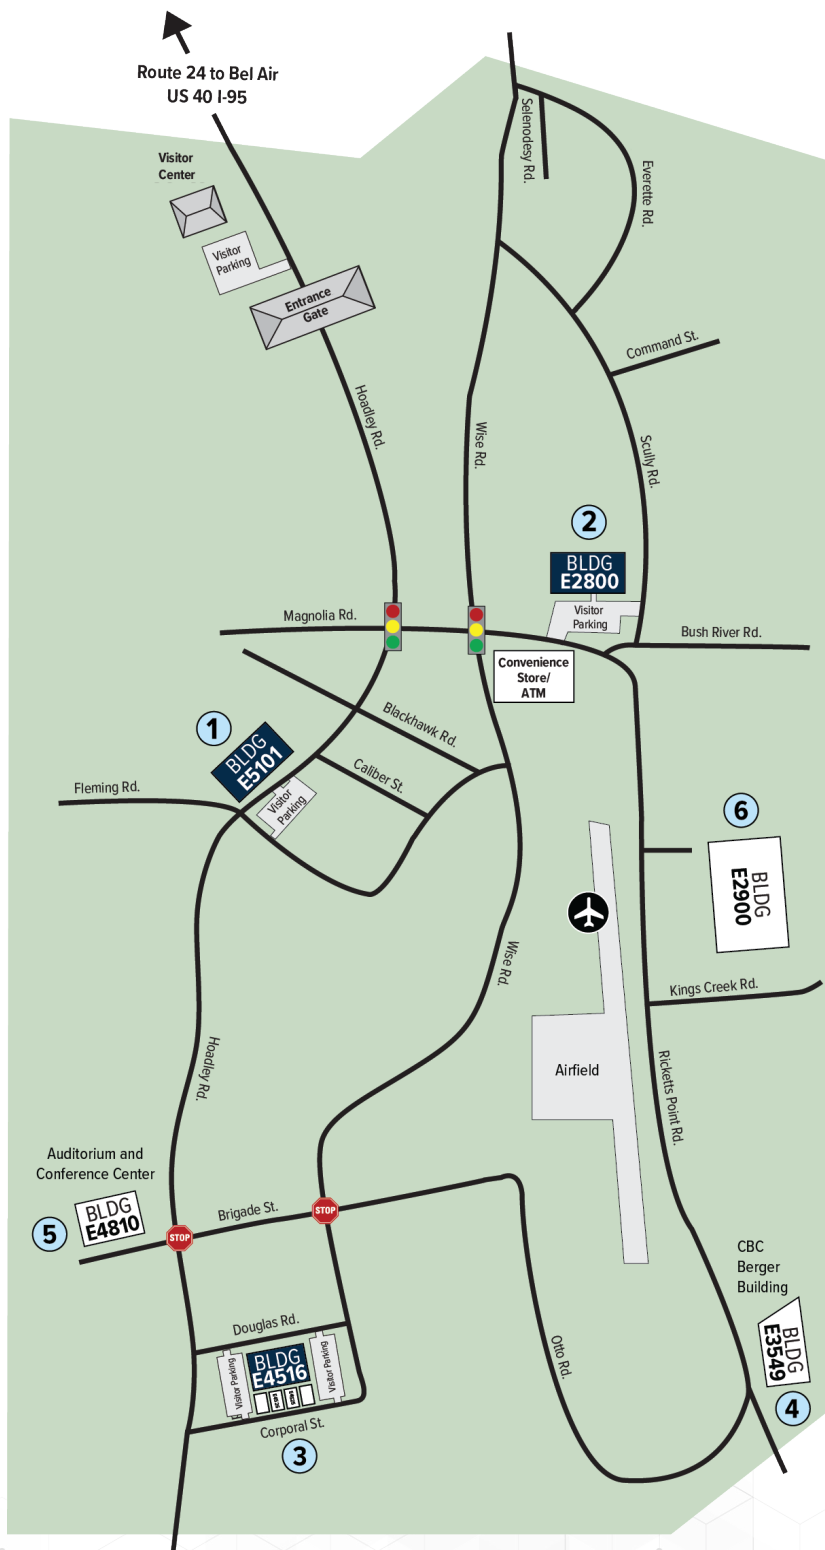 Route 24 to Bel Air
US 40 I-95
Visitor
Center
Visitor
Parking
Entrance
Gate
Selenodesy Rd.
Everette Rd.
Command St.
Hoadley Rd.
Wise Rd.
Scully Rd.
2
BLDG
E2800
Visitor
Parking
Magnolia Rd.
Bush River Rd.
Convenience
Store/
ATM
1
BLDG
E5101
Blackhawk Rd.
Caliber St.
Visitor
Parking
Fleming Rd.
6
BLDG
E2900
Wise Rd.
Kings Creek Rd.
Hoadley Rd.
Airfield
Ricketts Point Rd.
Auditorium and
Conference Center
5
BLDG
E4810
STOP
Brigade St.
STOP
CBC
Berger
Building
BLDG
E3549
4
Douglas Rd.
Otto Rd.
Visitor Parking
BLDG
E4516
Visitor Parking
Corporal St.
3